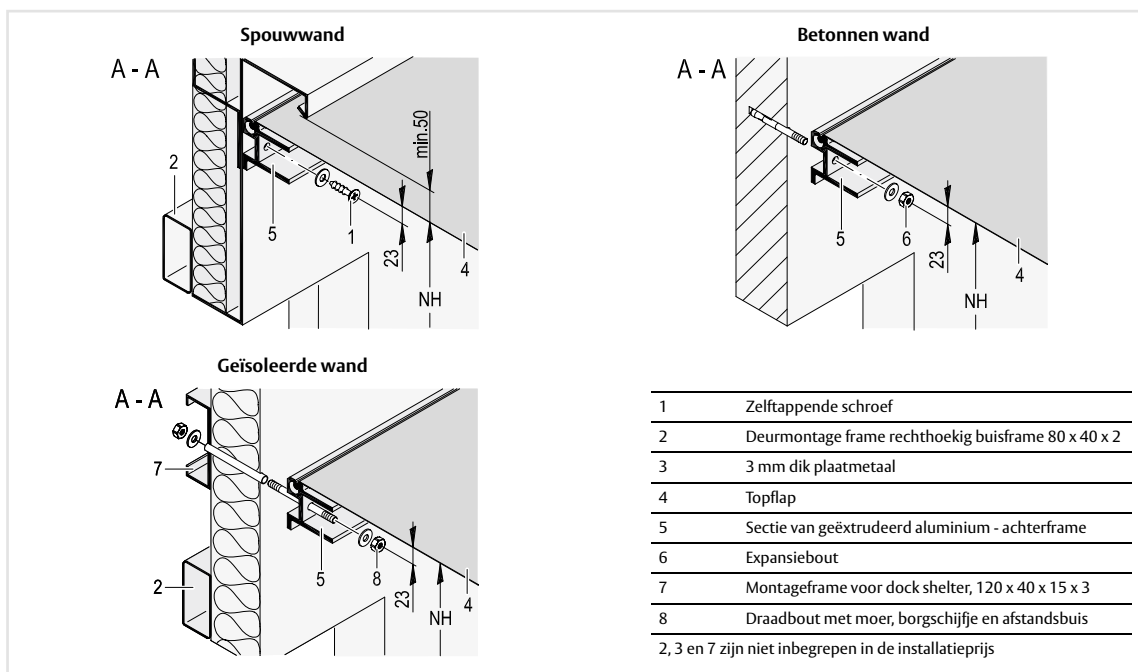 Spouwwand
A - A
2
5
1
min.50
23
NH
4
Betonnen wand
A - A
5
6
23
NH
4
Geïsoleerde wand
A - A
7
2
5
8
23
NH
4
1 Zelftappende schroef
2 Deurmontage frame rechthoekig buisframe 80 x 40 x 2
3 3 mm dik plaatmetaal
4 Topflap
5 Sectie van geëxtrudeerd aluminium - achterframe
6 Expansiebout
7 Montageframe voor dock shelter, 120 x 40 x 15 x 3
8 Draadbout met moer, borgschijfje en afstandsbuis
2, 3 en 7 zijn niet inbegrepen in de installatieprijs